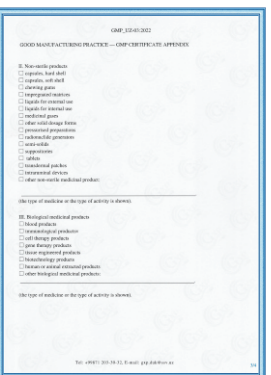 GMP_UZ-03/2022
GOOD MANUFACTURING PRACTICE — GMP CERTIFICATE APPENDIX
II. Non-sterile products
☐ capsules, hard shell
☐ capsules, soft shell
☐ chewing gums
☐ impregnated matrices
☐ liquids for external use
☐ liquids for internal use
☐ medicinal gases
☐ other solid dosage forms
☐ pressurised preparations
☐ radionuclide generators
☐ semi-solids
☐ suppositories
☐ tablets
☐ transdermal patches
☐ intraruminal devices
☐ other non-sterile medicinal product:
(the type of medicine or the type of activity is shown).
III. Biological medicinal products
☐ blood products
☐ immunological products
☐ cell therapy products
☐ gene therapy products
☐ tissue engineered products
☐ biotechnology products
☐ human or animal extracted products
☐ other biological medicinal products:
(the type of medicine or the type of activity is shown).